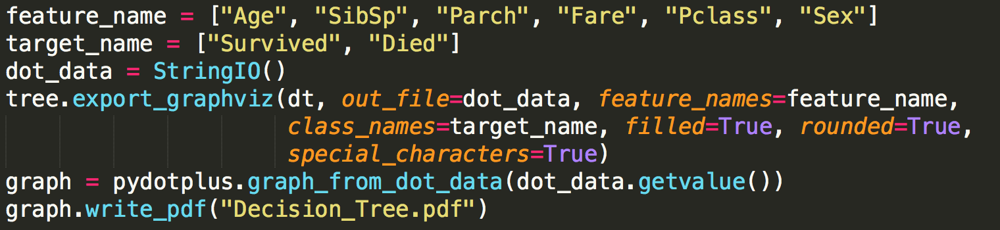 feature_name = ["Age", "SibSp", "Parch", "Fare", "Pclass", "Sex"]
target_name = ["Survived", "Died"]
dot_data = StringIO()
tree.export_graphviz(dt, out_file=dot_data, feature_names=feature_name,
class_names=target_name, filled=True, rounded=True,
special_characters=True)
graph = pydotplus.graph_from_dot_data(dot_data.getvalue())
graph.write_pdf("Decision_Tree.pdf")